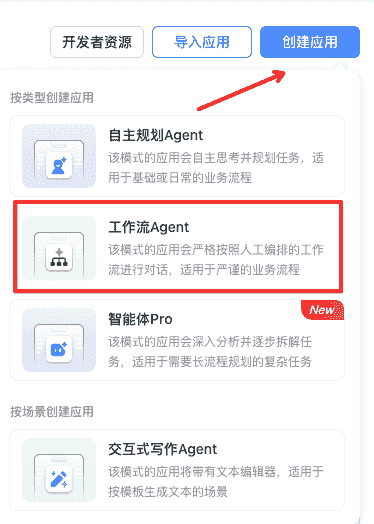 开发者资源 导入应用 创建应用
按类型创建应用
自主规划Agent
该模式的应用会自主思考并规划任务，适
用于基础或日常的业务流程
工作流Agent
该模式的应用会严格按照人工编排的工作
流进行对话，适用于严谨的业务流程
New
智能体Pro
该模式的应用会深入分析并逐步拆解任
务，适用于需要长流程规划的复杂任务
按场景创建应用
交互式写作Agent
该模式的应用将带有文本编辑器，适用于
按模板生成文本的场景